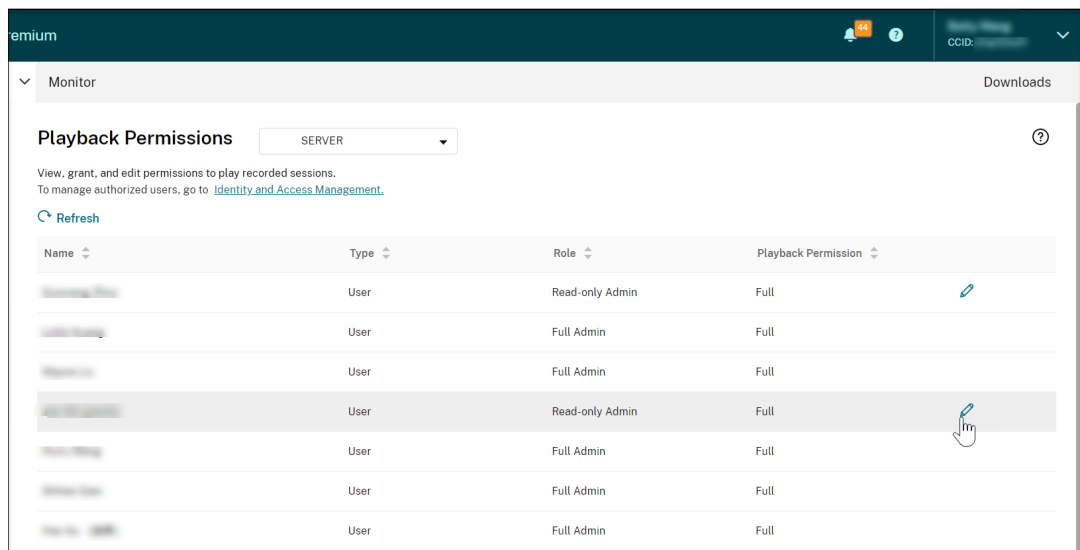 emium
44
?
CCID:
Monitor
Downloads
Playback Permissions
SERVER
?
View, grant, and edit permissions to play recorded sessions.
To manage authorized users, go to Identity and Access Management.
Refresh
Name Type Role Playback Permission
User Read-only Admin Full
User Full Admin Full
User Full Admin Full
User Read-only Admin Full
User Full Admin Full
User Full Admin Full
User Full Admin Full